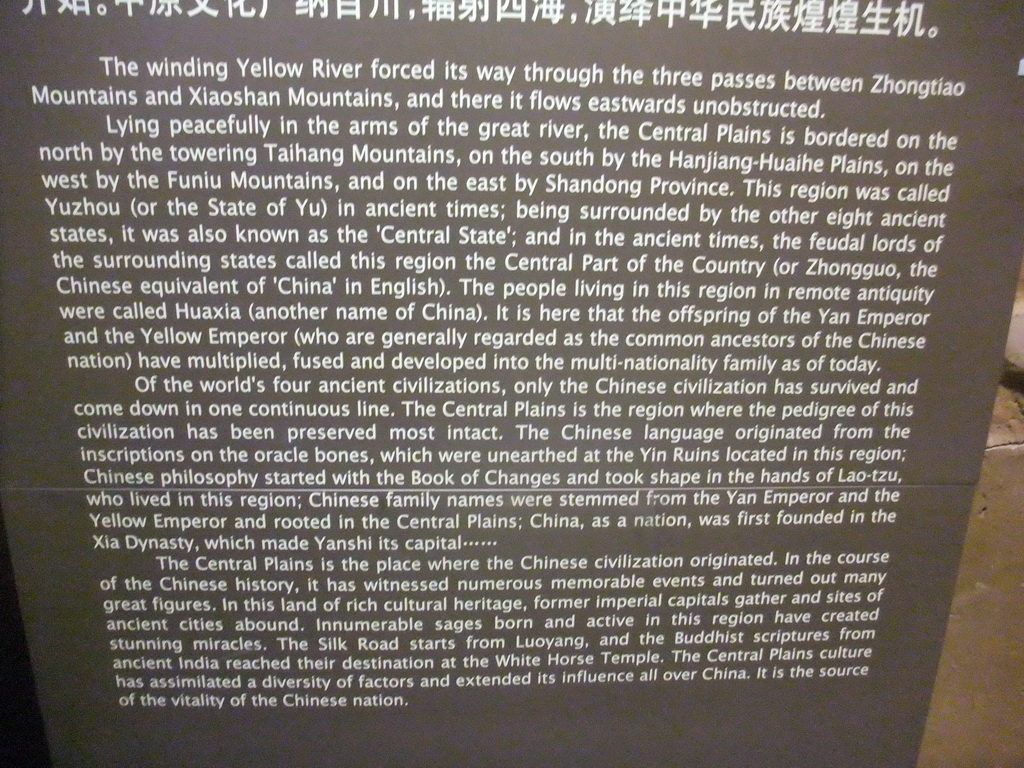 开始。中原文化广纳百川，辐射四海，演绎中华民族煌煌生机。
The winding Yellow River forced its way through the three passes between Zhongtiao
Mountains and Xiaoshan Mountains, and there it flows eastwards unobstructed.
Lying peacefully in the arms of the great river, the Central Plains is bordered on the
north by the towering Taihang Mountains, on the south by the Hanjiang-Huaihe Plains, on the
west by the Funiu Mountains, and on the east by Shandong Province. This region was called
Yuzhou (or the State of Yu) in ancient times; being surrounded by the other eight ancient
states, it was also known as the 'Central State'; and in the ancient times, the feudal lords of
the surrounding states called this region the Central Part of the Country (or Zhongguo, the
Chinese equivalent of 'China' in English). The people living in this region in remote antiquity
were called Huaxia (another name of China). It is here that the offspring of the Yan Emperor
and the Yellow Emperor (who are generally regarded as the common ancestors of the Chinese
nation) have multiplied, fused and developed into the multi-nationality family as of today.
Of the world's four ancient civilizations, only the Chinese civilization has survived and
come down in one continuous line. The Central Plains is the region where the pedigree of this
civilization has been preserved most intact. The Chinese language originated from the
inscriptions on the oracle bones, which were unearthed at the Yin Ruins located in this region;
Chinese philosophy started with the Book of Changes and took shape in the hands of Lao-tzu,
who lived in this region; Chinese family names were stemmed from the Yan Emperor and the
Yellow Emperor and rooted in the Central Plains; China, as a nation, was first founded in the
Xia Dynasty, which made Yanshi its capital······
The Central Plains is the place where the Chinese civilization originated. In the course
of the Chinese history, it has witnessed numerous memorable events and turned out many
great figures. In this land of rich cultural heritage, former imperial capitals gather and sites of
ancient cities abound. Innumerable sages born and active in this region have created
stunning miracles. The Silk Road starts from Luoyang, and the Buddhist scriptures from
ancient India reached their destination at the White Horse Temple. The Central Plains culture
has assimilated a diversity of factors and extended its influence all over China. It is the source
of the vitality of the Chinese nation.